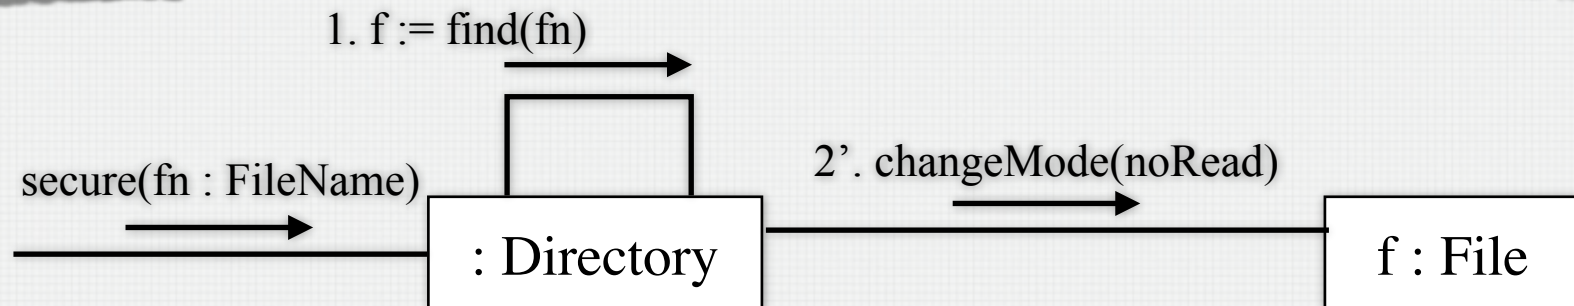 1. f := find(fn)
secure(fn : FileName)
2’. changeMode(noRead)
: Directory
f : File